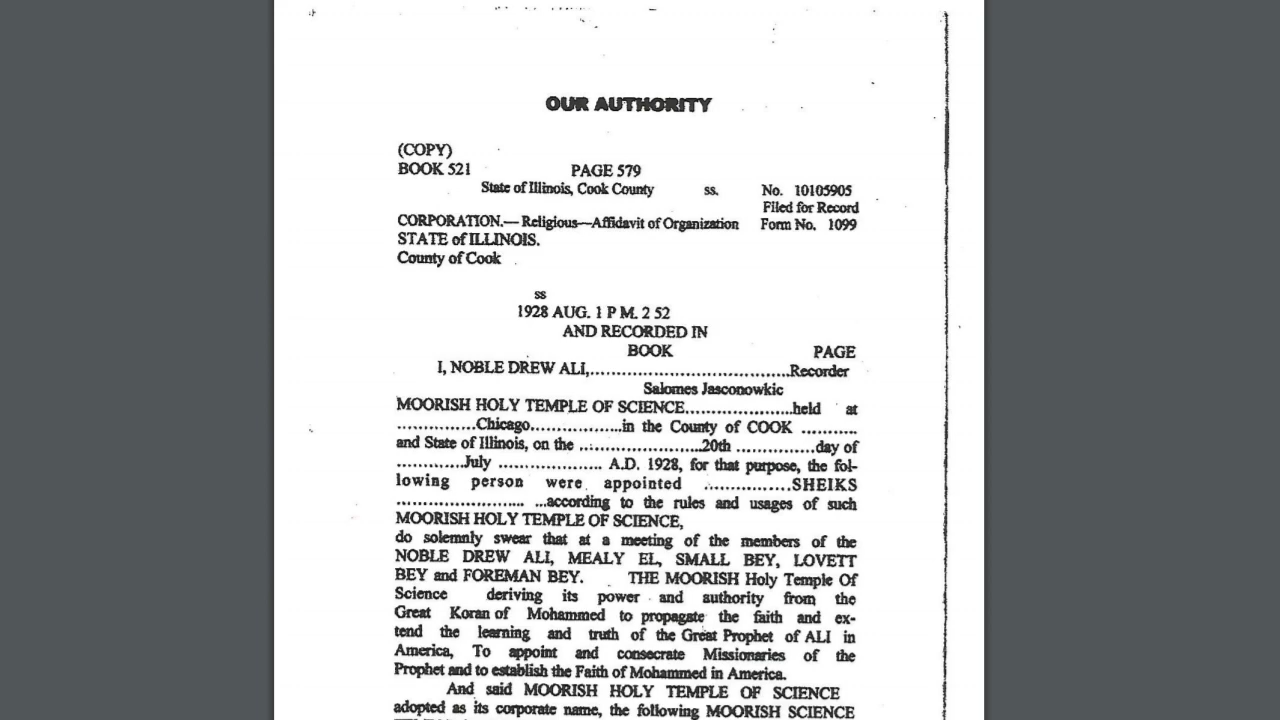 OUR AUTHORITY
(COPY)
BOOK 521 PAGE 579
State of Illinois, Cook County ss. No. 10105905
Filed for Record
CORPORATION.— Religious—Affidavit of Organization Form No. 1099
STATE of ILLINOIS.
County of Cook
ss
1928 AUG. 1 P M. 2 52
AND RECORDED IN
BOOK PAGE
I, NOBLE DREW ALI,......................................Recorder
Salomes Jasconowkic
MOORISH HOLY TEMPLE OF SCIENCE.....................held at
...............Chicago..................in the County of COOK ...........
and State of Illinois, on the .......................20th ...............day of
.............July .................... A.D. 1928, for that purpose, the fol-
lowing person were appointed ................SHEIKS
........................ ...according to the rules and usages of such
MOORISH HOLY TEMPLE OF SCIENCE,
do solemnly swear that at a meeting of the members of the
NOBLE DREW ALI, MEALY EL, SMALL BEY, LOVETT
BEY and FOREMAN BEY. THE MOORISH Holy Temple Of
Science deriving its power and authority from the
Great Koran of Mohammed to propagate the faith and ex-
tend the learning and truth of the Great Prophet of ALI in
America, To appoint and consecrate Missionaries of the
Prophet and to establish the Faith of Mohammed in America.
And said MOORISH HOLY TEMPLE OF SCIENCE
adopted as its corporate name, the following MOORISH SCIENCE